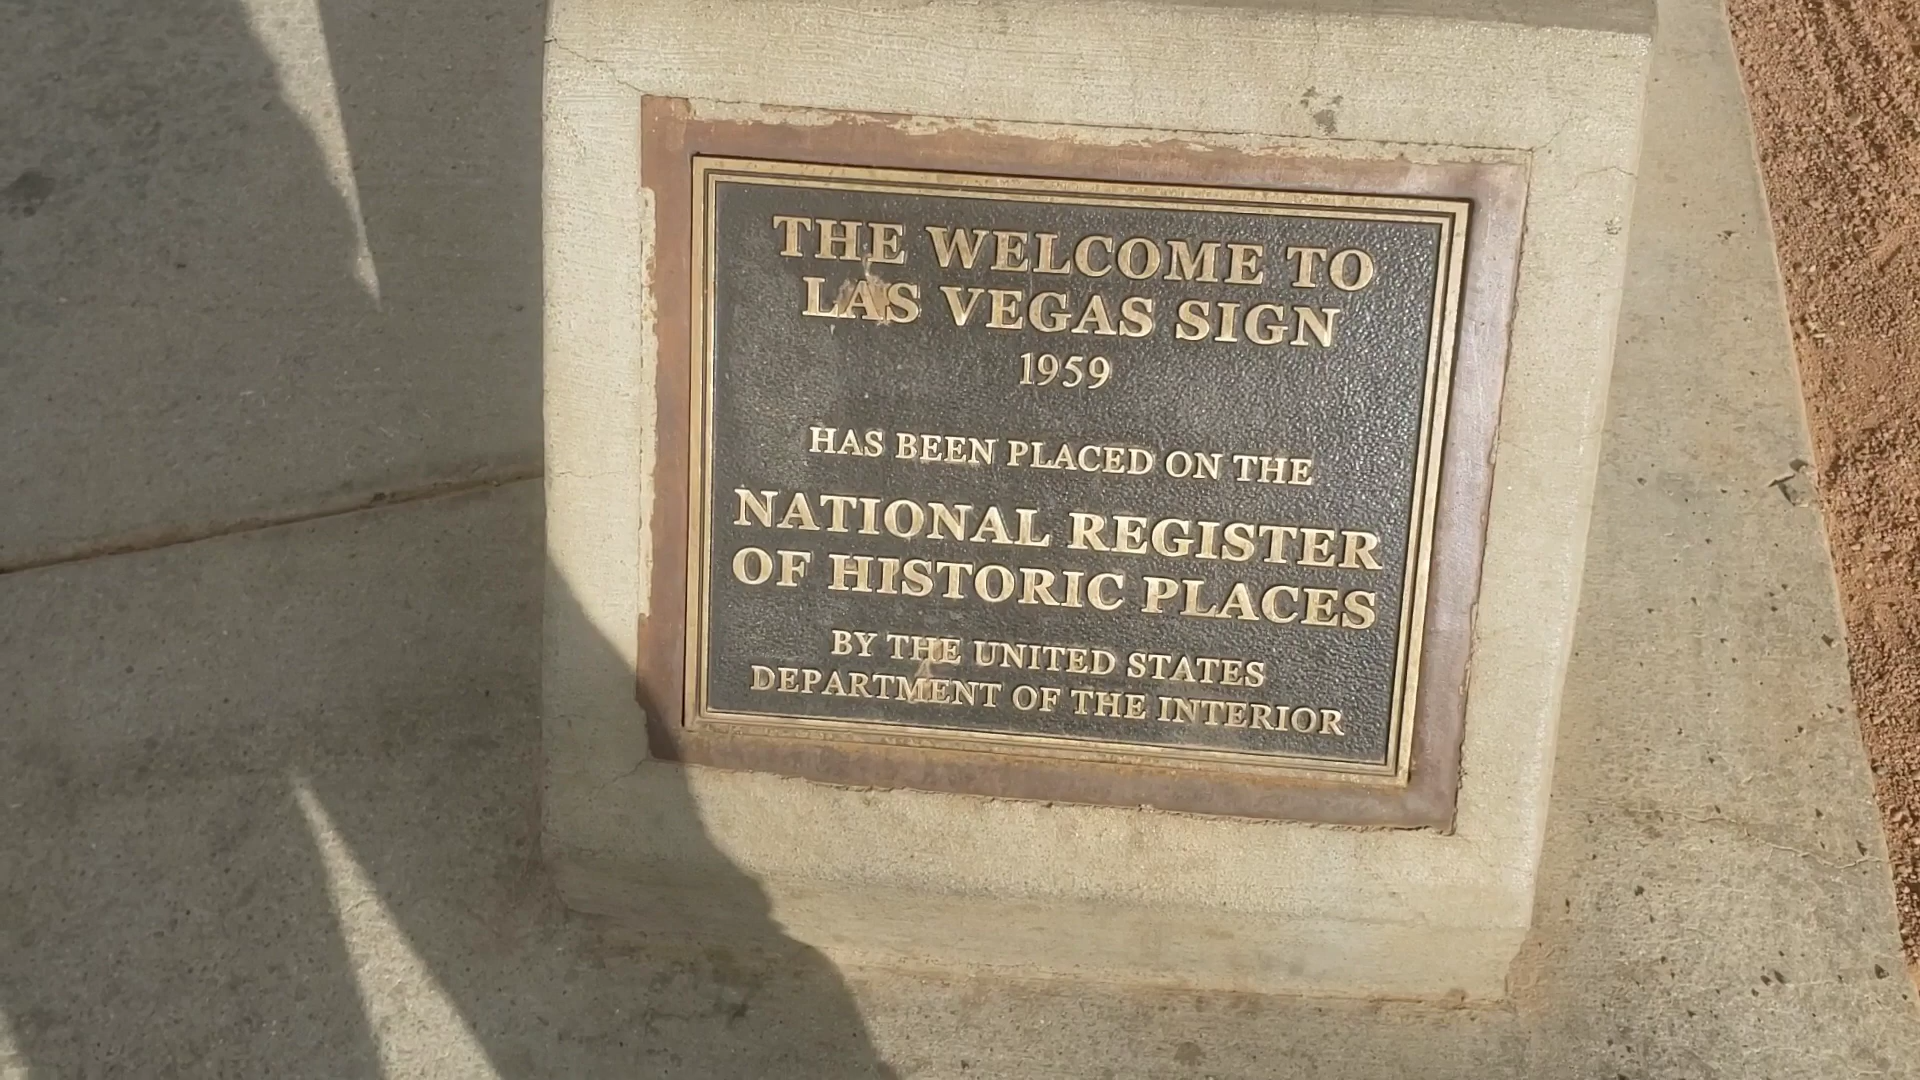 THE WELCOME TO
LAS VEGAS SIGN
1959
HAS BEEN PLACED ON THE
NATIONAL REGISTER
OF HISTORIC PLACES
BY THE UNITED STATES
DEPARTMENT OF THE INTERIOR